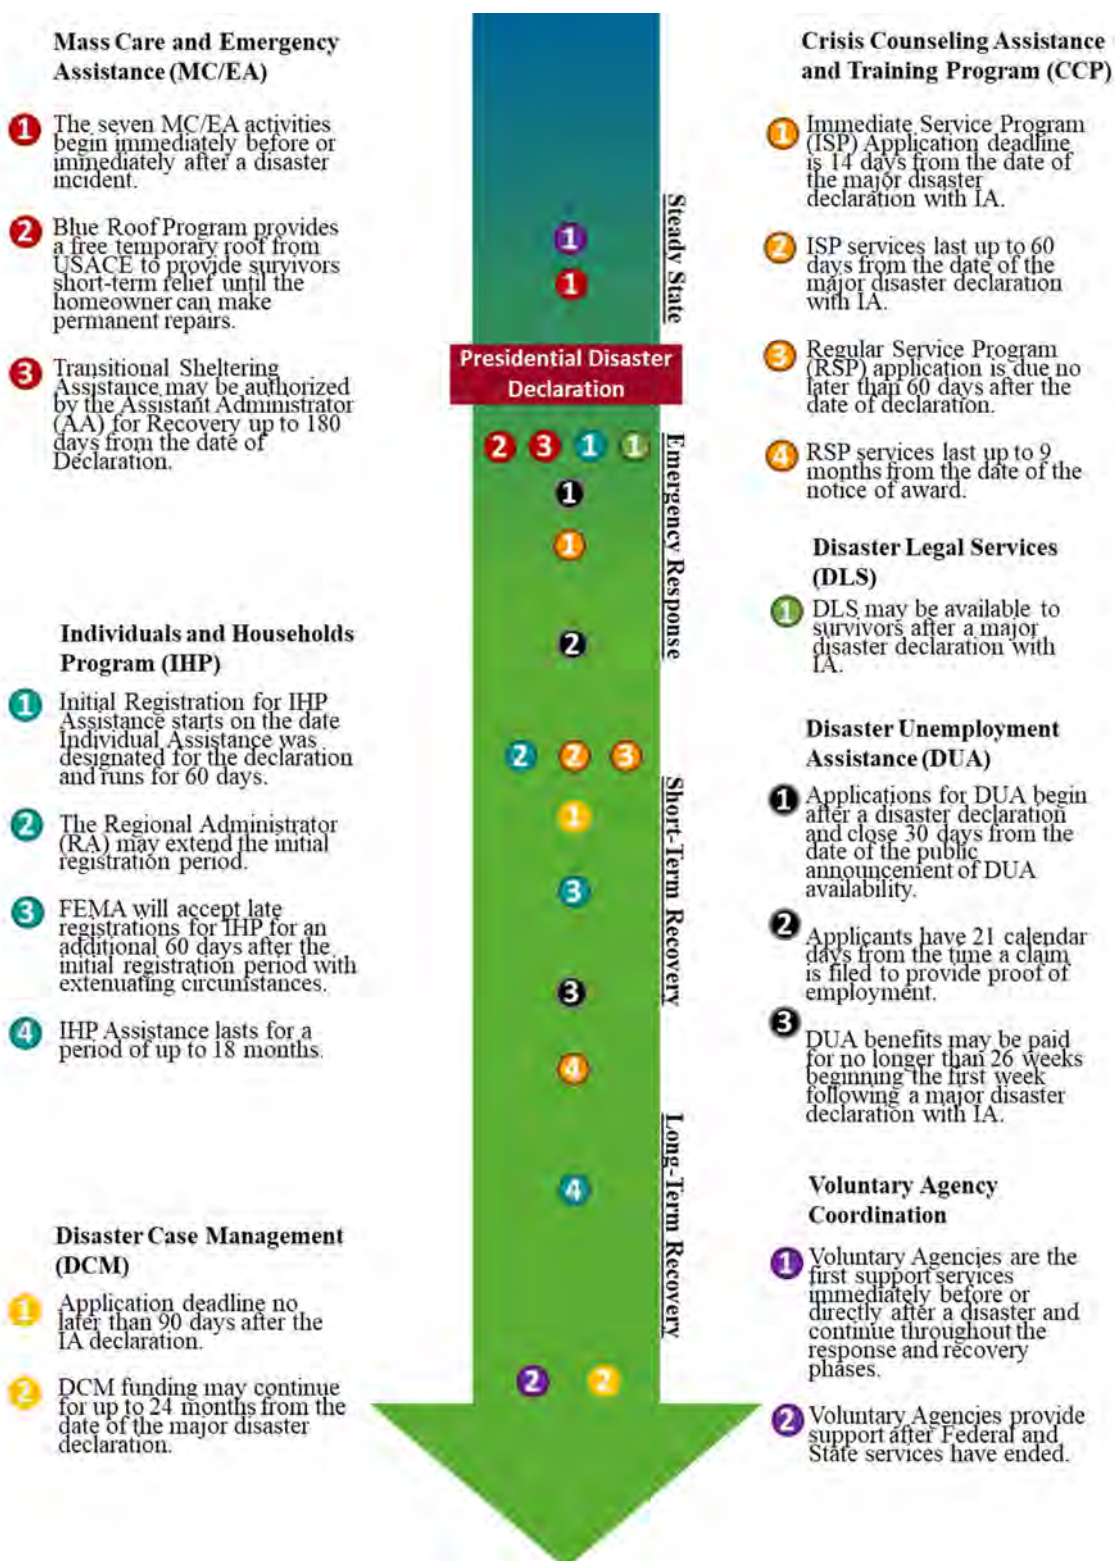 Mass Care and Emergency
Assistance (MC/EA)
1 The seven MC/EA activities
begin immediately before or
immediately after a disaster
incident.
2 Blue Roof Program provides
a free temporary roof from
USACE to provide survivors
short-term relief until the
homeowner can make
permanent repairs.
3 Transitional Sheltering
Assistance may be authorized
by the Assistant Administrator
(AA) for Recovery up to 180
days from the date of
Declaration.
Individuals and Households
Program (IHP)
1 Initial Registration for IHP
Assistance starts on the date
Individual Assistance was
designated for the declaration
and runs for 60 days.
2 The Regional Administrator
(RA) may extend the initial
registration period.
3 FEMA will accept late
registrations for IHP for an
additional 60 days after the
initial registration period with
extenuating circumstances.
4 IHP Assistance lasts for a
period of up to 18 months.
Disaster Case Management
(DCM)
1 Application deadline no
later than 90 days after the
IA declaration.
2 DCM funding may continue
for up to 24 months from the
date of the major disaster
declaration.
Steady State
1
1
Presidential Disaster
Declaration
Emergency Response
2 3 1 1
1
1
2
2 2 3
Short-Term Recovery
1
3
3
4
Long-Term Recovery
4
2 2
Crisis Counseling Assistance
and Training Program (CCP)
1 Immediate Service Program
(ISP) Application deadline
is 14 days from the date of
the major disaster
declaration with IA.
2 ISP services last up to 60
days from the date of the
major disaster declaration
with IA.
3 Regular Service Program
(RSP) application is due no
later than 60 days after the
date of declaration.
4 RSP services last up to 9
months from the date of the
notice of award.
Disaster Legal Services
(DLS)
1 DLS may be available to
survivors after a major
disaster declaration with
IA.
Disaster Unemployment
Assistance (DUA)
1 Applications for DUA begin
after a disaster declaration
and close 30 days from the
date of the public
announcement of DUA
availability.
2 Applicants have 21 calendar
days from the time a claim
is filed to provide proof of
employment.
3 DUA benefits may be paid
for no longer than 26 weeks
beginning the first week
following a major disaster
declaration with IA.
Voluntary Agency
Coordination
1 Voluntary Agencies are the
first support services
immediately before or
directly after a disaster and
continue throughout the
response and recovery
phases.
2 Voluntary Agencies provide
support after Federal and
State services have ended.